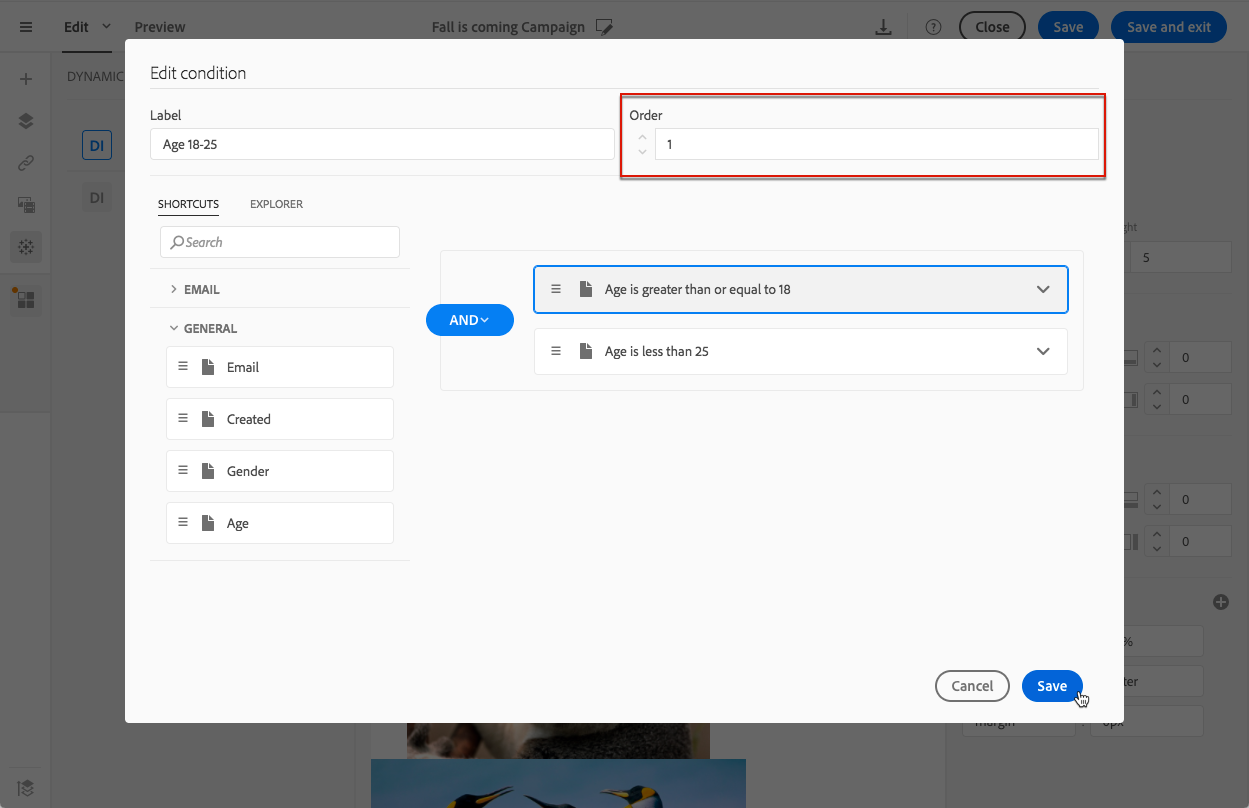 Edit
Preview
Fall is coming Campaign
?
Close
Save
Save and exit
DYNAMIC
DI
DI
Edit condition
Label
Order
Age 18-25
1
SHORTCUTS
EXPLORER
Search
EMAIL
GENERAL
Email
Created
Gender
Age
AND
Age is greater than or equal to 18
Age is less than 25
Cancel
Save
5
0
0
0
0
%
margin
:
0px